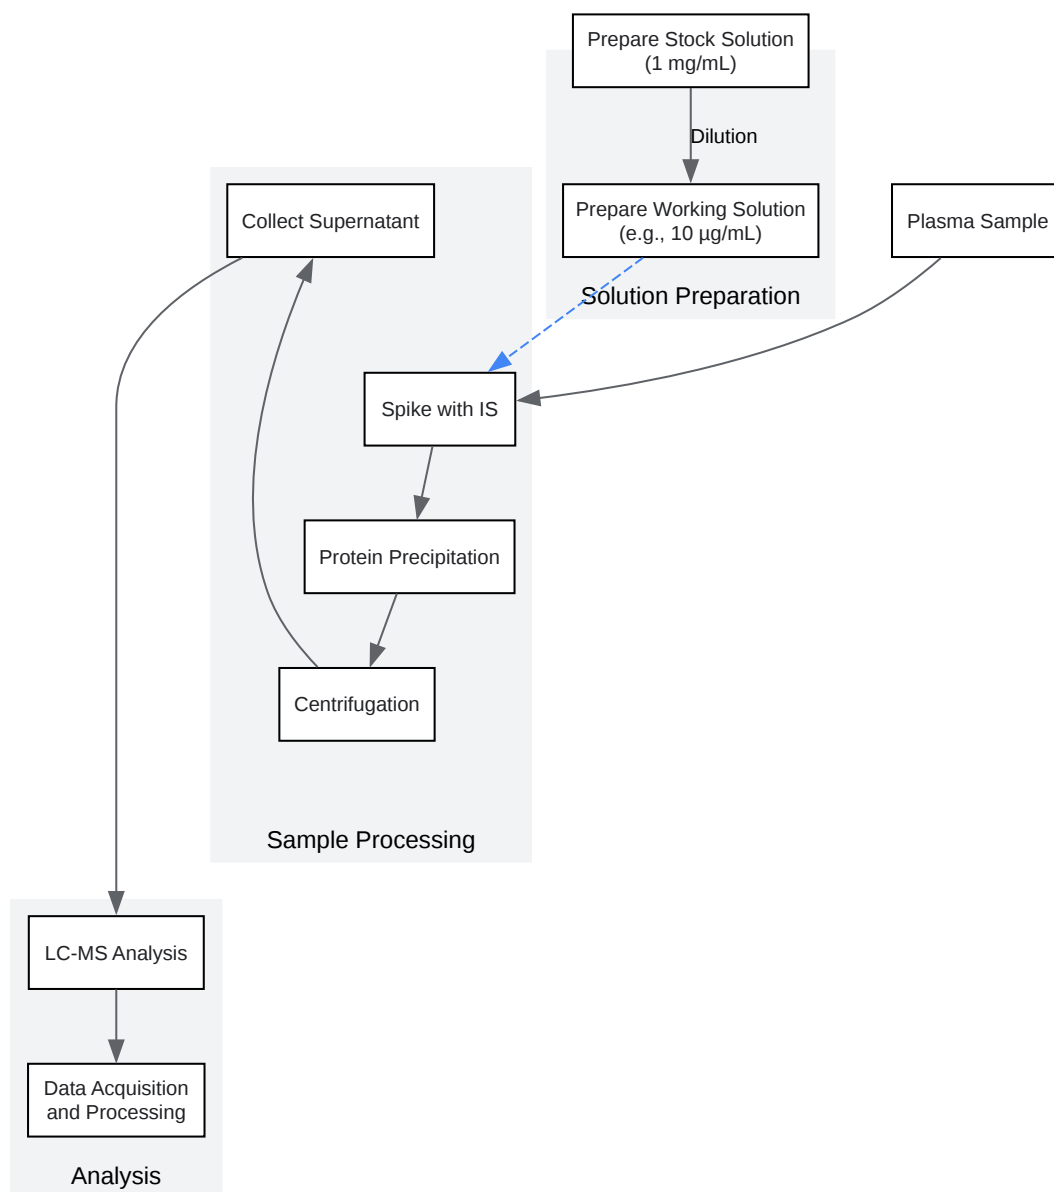 Prepare Stock Solution
(1 mg/mL)
Dilution
Collect Supernatant
Prepare Working Solution
(e.g., 10 µg/mL)
Plasma Sample
Solution Preparation
Spike with IS
Protein Precipitation
Centrifugation
Sample Processing
LC-MS Analysis
Data Acquisition
and Processing
Analysis